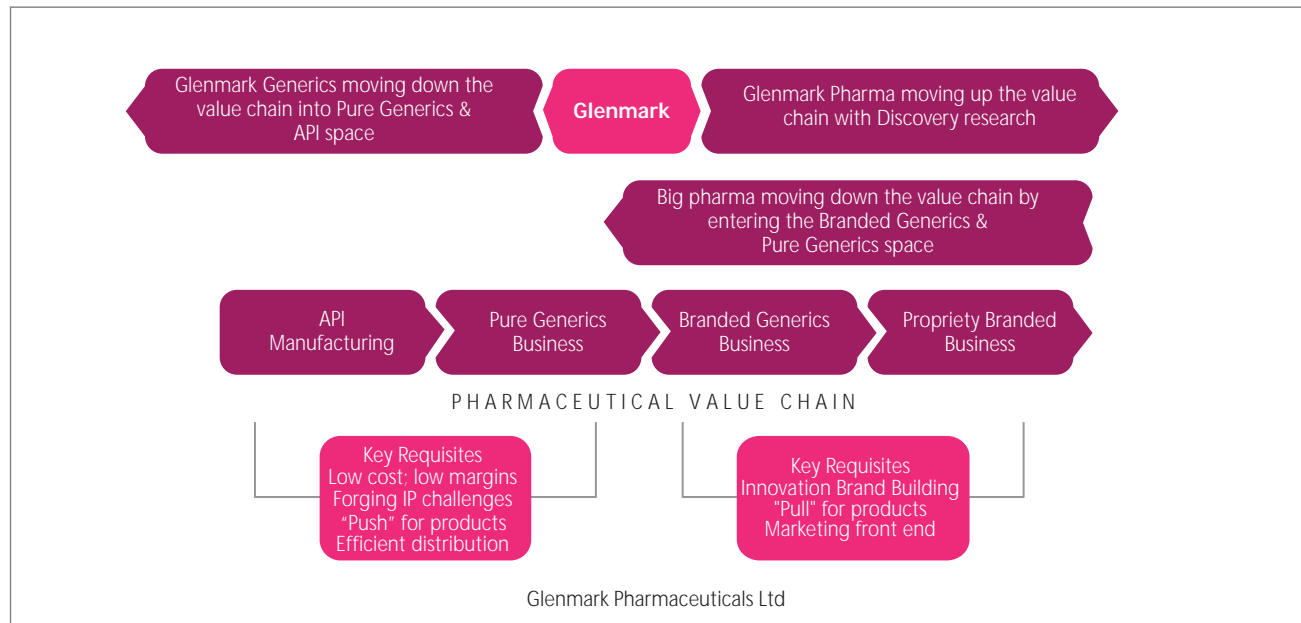 Glenmark Generics moving down the
value chain into Pure Generics &
API space
Glenmark
Glenmark Pharma moving up the value
chain with Discovery research
Big pharma moving down the value chain by
entering the Branded Generics &
Pure Generics space
API
Manufacturing
Pure Generics
Business
Branded Generics
Business
Propriety Branded
Business
PHARMACEUTICAL VALUE CHAIN
Key Requisites
Low cost; low margins
Forging IP challenges
“Push” for products
Efficient distribution
Key Requisites
Innovation Brand Building
"Pull" for products
Marketing front end
Glenmark Pharmaceuticals Ltd